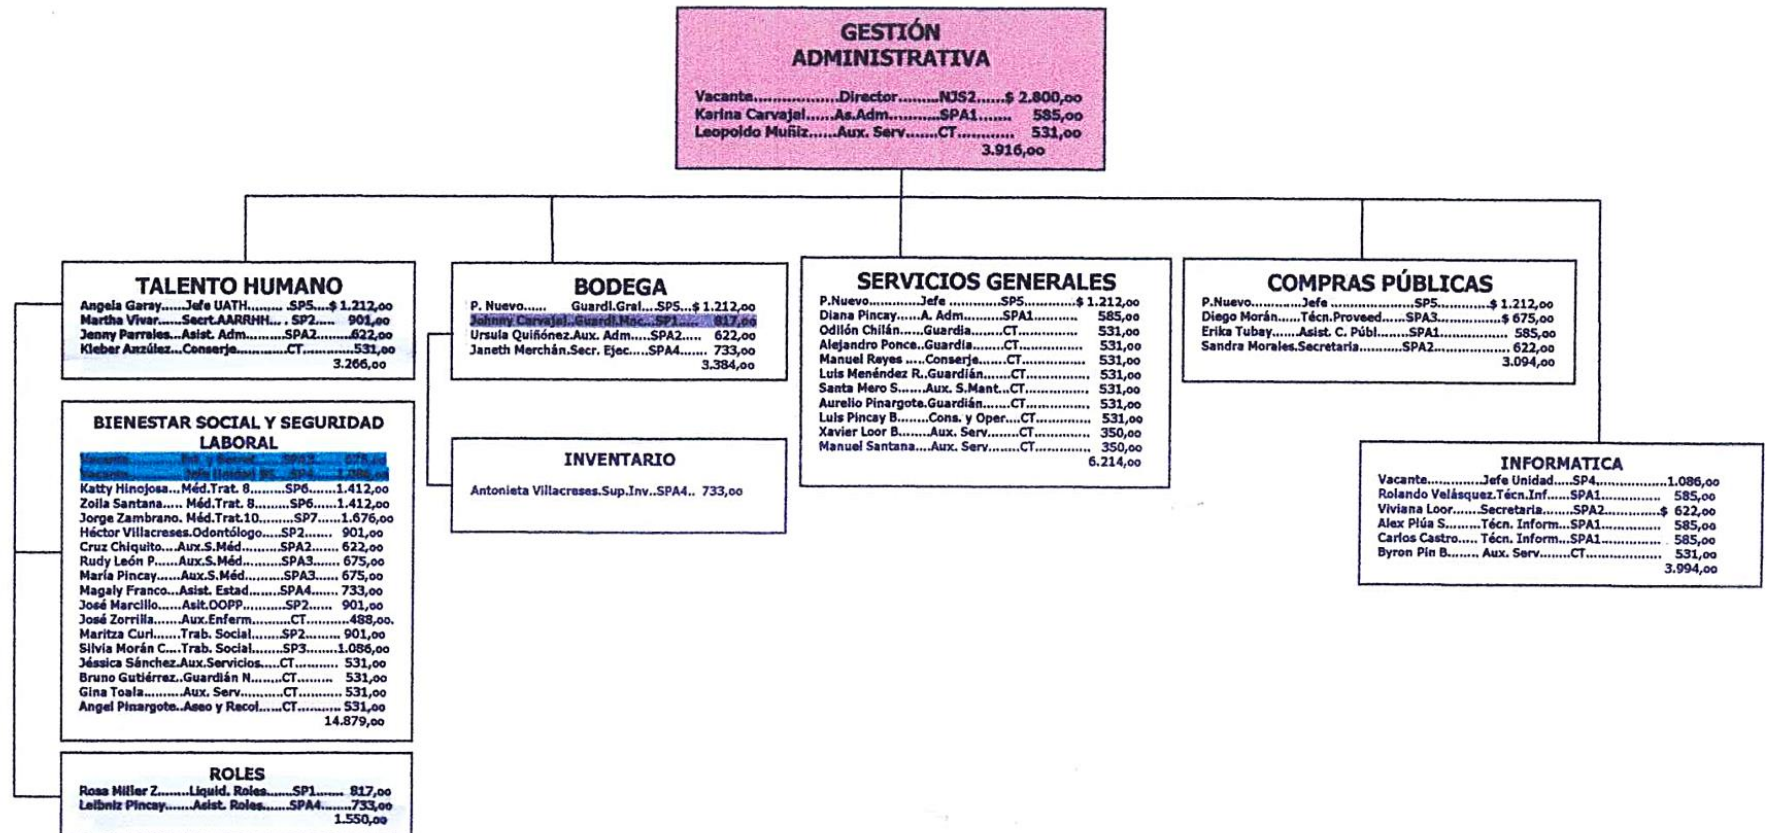 GESTIÓN
ADMINISTRATIVA
Vacante.................Director.........NJS2......$ 2.800,oo
Karina Carvajal......As.Adm..........SPA1....... 585,oo
Leopoldo Muñiz......Aux. Serv.......CT............ 531,oo
3.916,oo
TALENTO HUMANO
Angela Garay......Jefe UATH.........SP5...$ 1.212,oo
Martha Vivar......Secrt.AARRHH... . SP2..... 901,oo
Jenny Parrales...Asist. Adm.........SPA2........622,oo
Kleber Anzúlez...Conserje............CT............531,oo
3.266,oo
BODEGA
P. Nuevo...... Guardl.Gral....SP5...$ 1.212,oo
Johnny Carvajal..Guardl.Mac...SP1..... 817,oo
Ursula Quiñónez.Aux. Adm.....SPA2..... 622,oo
Janeth Merchán.Secr. Ejec.....SPA4....... 733,oo
3.384,oo
SERVICIOS GENERALES
P.Nuevo..............Jefe ............SP5............$ 1.212,oo
Diana Pincay......A. Adm.........SPA1............. 585,oo
Odilón Chilán.....Guardia........CT................ 531,oo
Alejandro Ponce..Guardia........CT................ 531,oo
Manuel Reyes .....Conserje......CT................ 531,oo
Luis Menéndez R..Guardián......CT................ 531,oo
Santa Mero S......Aux. S.Mant...CT............... 531,oo
Aurelio Pinargote.Guardián.......CT............... 531,oo
Luis Pincay B........Cons. y Oper....CT.............. 531,oo
Xavier Loor B........Aux. Serv........CT.............. 350,oo
Manuel Santana....Aux. Serv........CT.............. 350,oo
6.214,oo
COMPRAS PÚBLICAS
P.Nuevo............Jefe ....................SP5...........$ 1.212,oo
Diego Morán......Técn.Proveed......SPA3............$ 675,oo
Erika Tubay......Asist. C. Públ.......SPA1.............. 585,oo
Sandra Morales.Secretaria...........SPA2.............. 622,oo
3.094,oo
BIENESTAR SOCIAL Y SEGURIDAD
LABORAL
Vacante SPA3 675,oo
Vacante Jefe SP4 1.086,oo
Katty Hinojosa...Méd.Trat. 8.......SP6......1.412,oo
Zoila Santana..... Méd.Trat. 8.......SP6......1.412,oo
Jorge Zambrano. Méd.Trat.10.......SP7.....1.676,oo
Héctor Villacreses.Odontólogo.....SP2....... 901,oo
Cruz Chiquito....Aux.S.Méd........SPA2....... 622,oo
Rudy León P......Aux.S.Méd.........SPA3...... 675,oo
María Pincay......Aux.S.Méd.........SPA3...... 675,oo
Magaly Franco...Asist. Estad.......SPA4....... 733,oo
José Marcillo......Asit.OOPP..........SP2...... 901,oo
José Zorrilla......Aux.Enferm.........CT..........488,oo.
Maritza Curl.......Trab. Social........SP2........ 901,oo
Silvia Morán C....Trab. Social........SP3.......1.086,oo
Jéssica Sánchez.Aux.Servicios.....CT.......... 531,oo
Bruno Gutiérrez..Guardián N.......CT......... 531,oo
Gina Toala..........Aux. Serv.........CT.......... 531,oo
Angel Pinargote..Aseo y Recol......CT.......... 531,oo
14.879,oo
INVENTARIO
Antonieta Villacreses.Sup.Inv..SPA4.. 733,oo
INFORMATICA
Vacante..................Jefe Unidad....SP4..............1.086,oo
Rolando Velásquez.Técn.Inf.....SPA1.............. 585,oo
Viviana Loor.......Secretaria........SPA2.............$ 622,oo
Alex Plúa S.........Técn. Inform...SPA1.............. 585,oo
Carlos Castro..... Técn. Inform...SPA1.............. 585,oo
Byron Pin B....... Aux. Serv........CT................. 531,oo
3.994,oo
ROLES
Rosa Miller Z........Liquid. Roles......SP1....... 817,oo
Leibniz Pincay.......Asist. Roles......SPA4........733,oo
1.550,oo